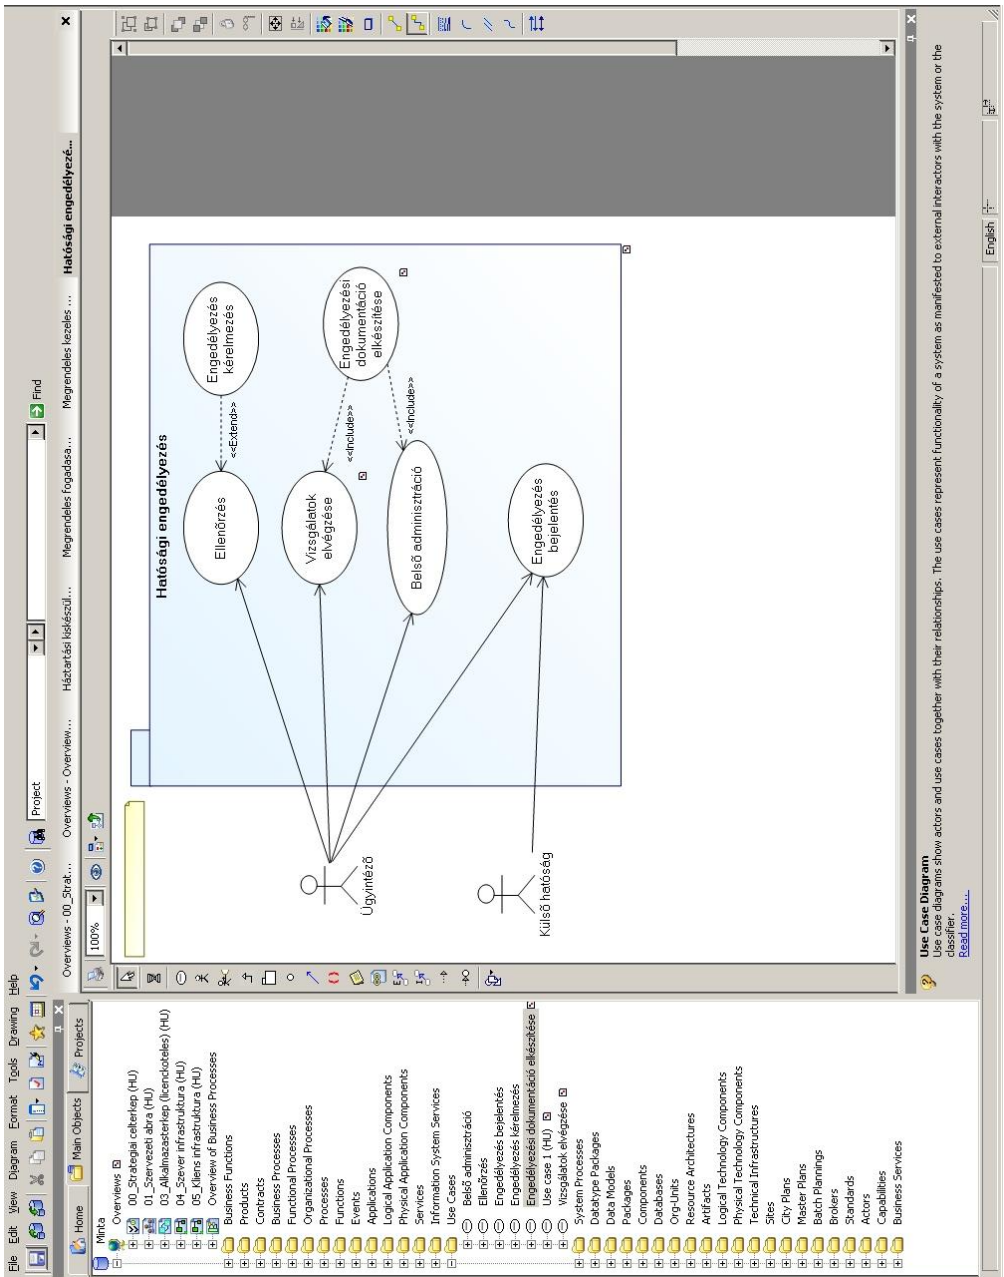 File Edit View Diagram Format Tools Drawing Help
Project
Find
Home
Main Objects
Projects
Minta
Overviews
00_Strategiai celterkep (HU)
01_Szervezeti abra (HU)
03_Alkalmazasterkep (licenckoteles) (HU)
04_Szever infrastruktura (HU)
05_Kliens infrastruktura (HU)
Overview of Business Processes
Business Functions
Products
Contracts
Business Processes
Functional Processes
Organizational Processes
Processes
Functions
Events
Applications
Logical Application Components
Physical Application Components
Services
Information System Services
Use Cases
Belső adminisztráció
Ellenőrzés
Engedélyezés bejelentés
Engedélyezés kérelmezés
Engedélyezési dokumentáció elkészítése
Use case 1 (HU)
Vizsgálatok elvégzése
System Processes
Datatype Packages
Data Models
Packages
Components
Databases
Org-Units
Resource Architectures
Artifacts
Logical Technology Components
Physical Technology Components
Technical Infrastructures
Sites
City Plans
Master Plans
Batch Plannings
Brokers
Standards
Actors
Capabilities
Business Services
Overviews - 00_Strat...
Overviews - Overview...
Háztartási kiskészül...
Megrendeles fogadasa...
Megrendeles kezeles ...
Hatósági engedélyezé...
100%
Hatósági engedélyezés
Ellenőrzés
<<Extend>>
Engedélyezés
kérelmezés
Vizsgálatok
elvégzése
<<Include>>
Engedélyezési
dokumentáció
elkészítése
<<Include>>
Belső adminisztráció
Engedélyezés
bejelentés
Ügyintéző
Külső hatóság
Use Case Diagram
Use case diagrams show actors and use cases together with their relationships. The use cases represent functionality of a system as manifested to external interactors with the system or the
classifier.
Read more...
English